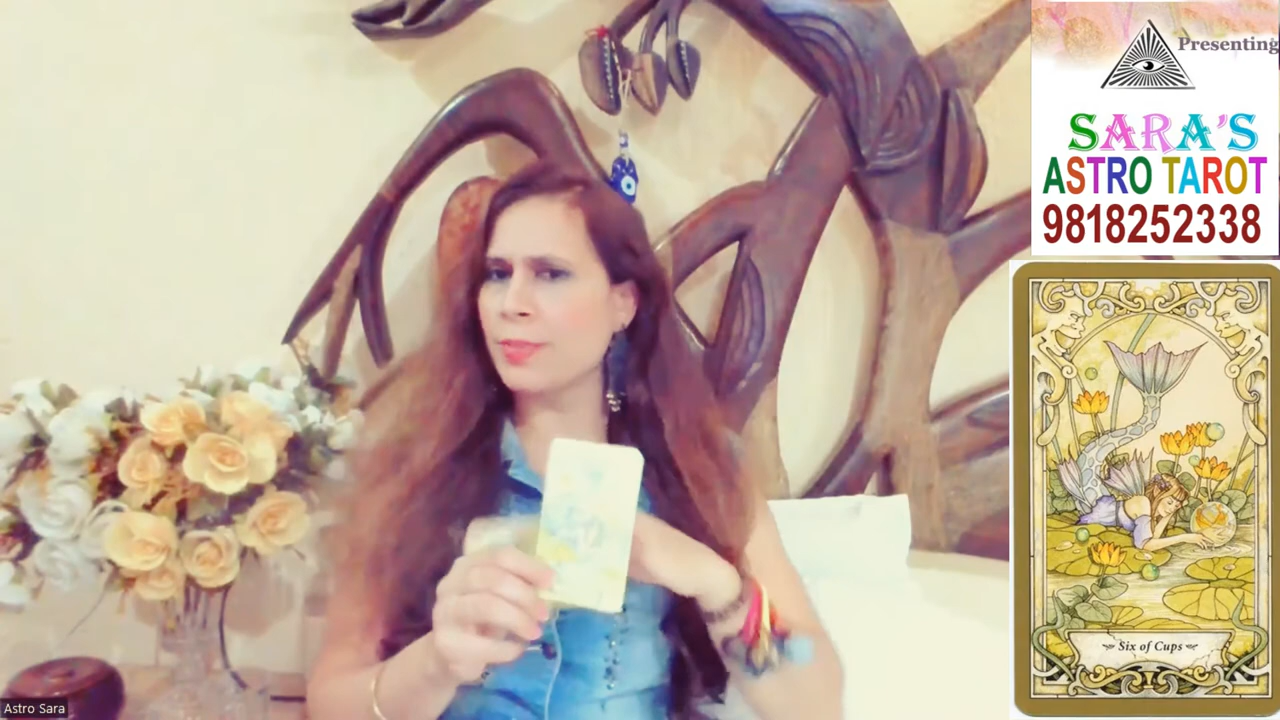 Presenting
SARA'S
ASTRO TAROT
9818252338
Six of Cups
Astro Sara